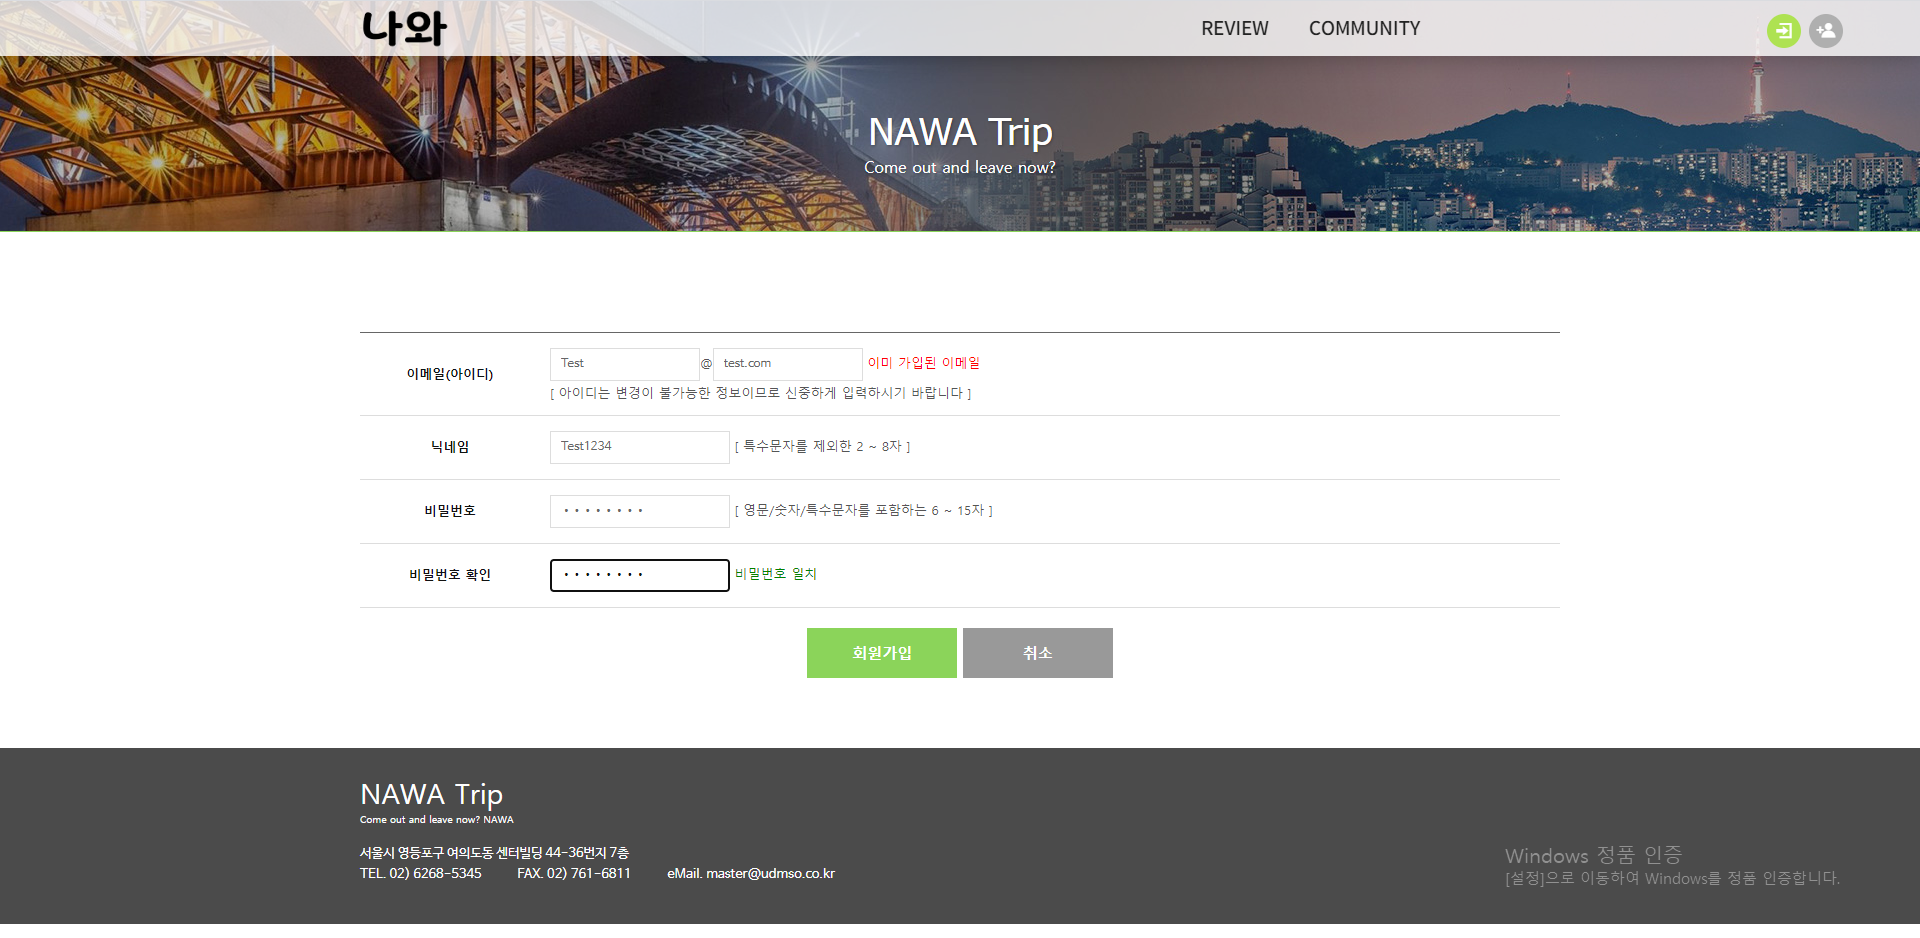 나와
REVIEW COMMUNITY
NAWA Trip
Come out and leave now?
이메일(아이디) Test @ test.com 이미 가입된 이메일
[ 아이디는 변경이 불가능한 정보이므로 신중하게 입력하시기 바랍니다 ]
닉네임 Test1234 [ 특수문자를 제외한 2 ~ 8자 ]
비밀번호 •••••••• [ 영문/숫자/특수문자를 포함하는 6 ~ 15자 ]
비밀번호 확인 •••••••• 비밀번호 일치
회원가입 취소
NAWA Trip
Come out and leave now? NAWA
서울시 영등포구 여의도동 센터빌딩 44-36번지 7층
TEL. 02) 6268-5345 FAX. 02) 761-6811 eMail. master@udmso.co.kr
Windows 정품 인증
[설정]으로 이동하여 Windows를 정품 인증합니다.